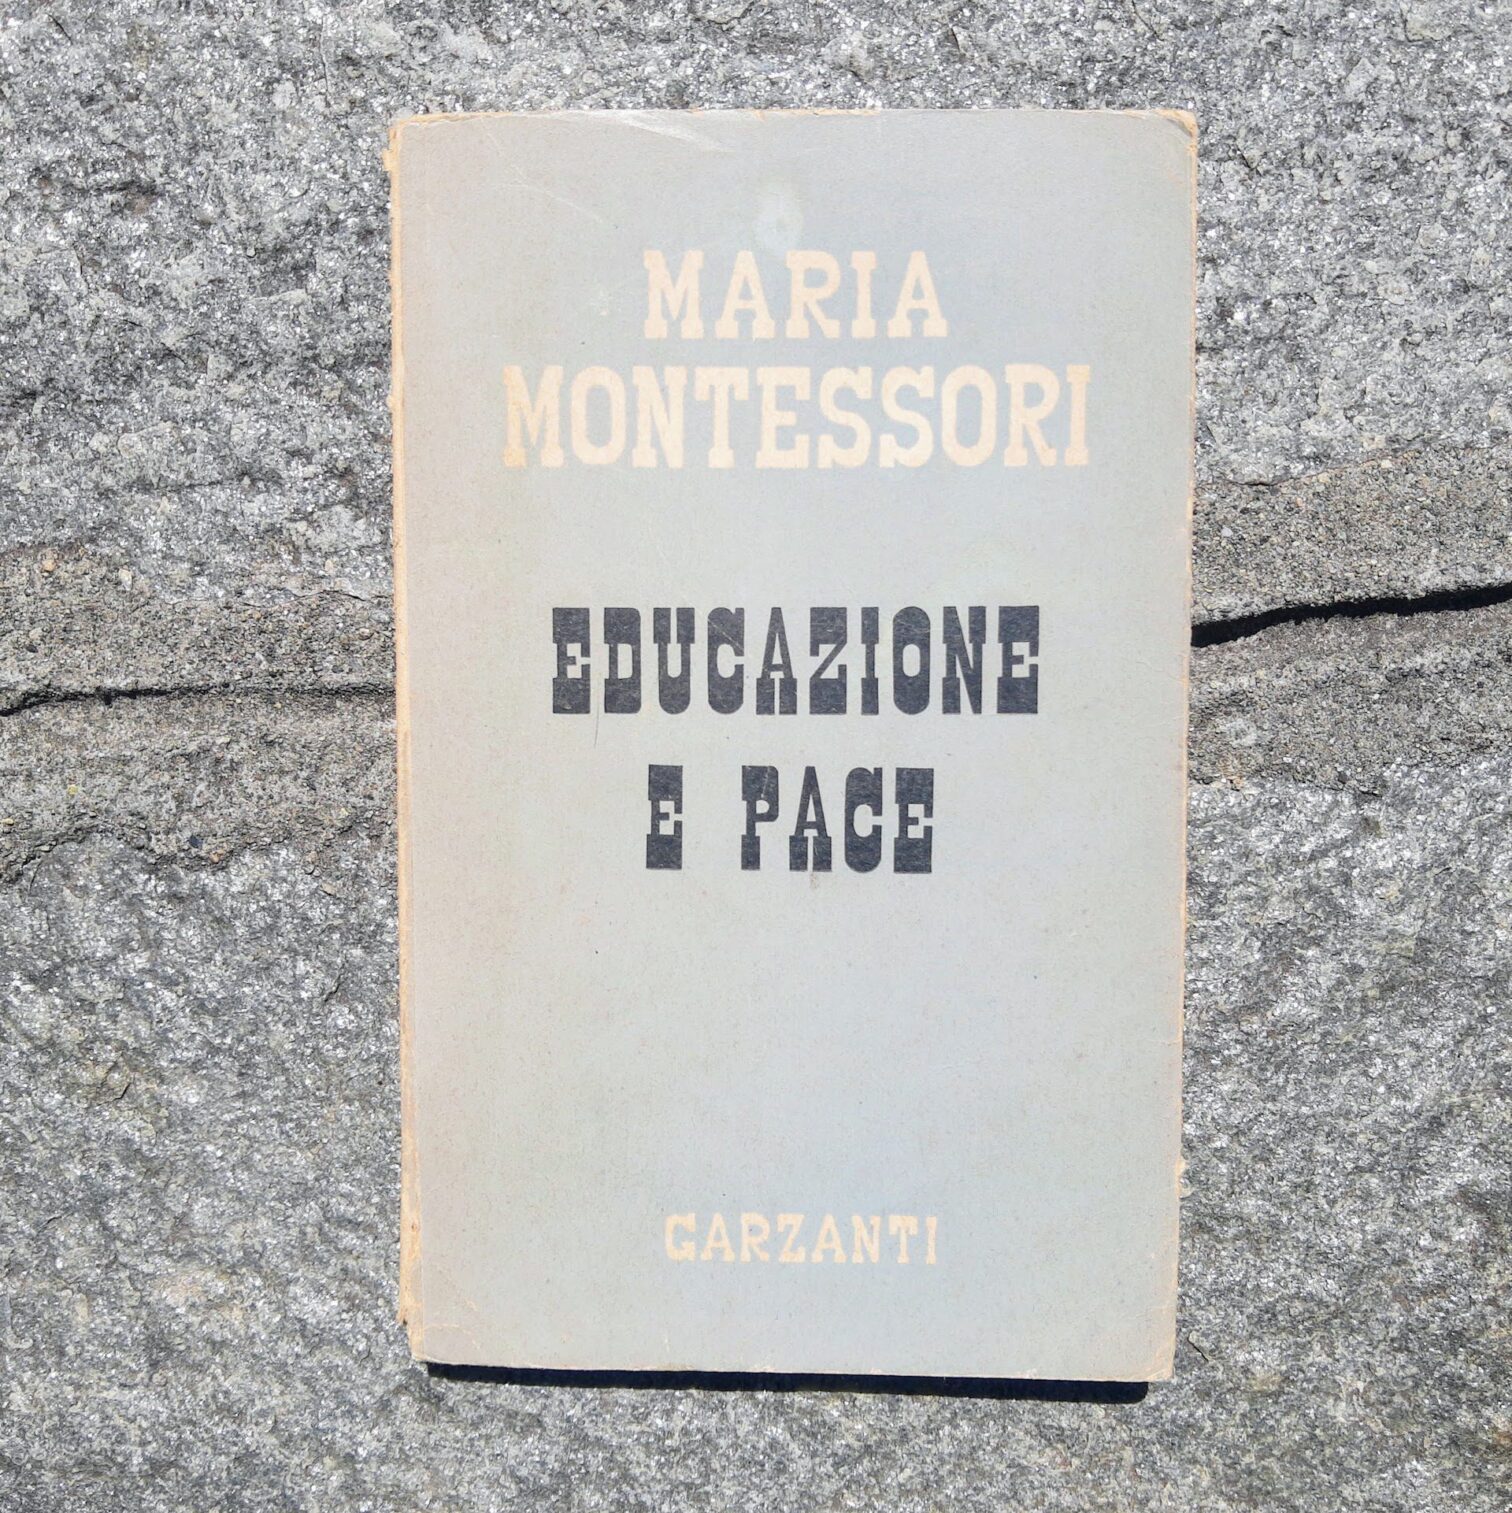 MARIA
MONTESSORI
EDUCAZIONE
E PACE
GARZANTI